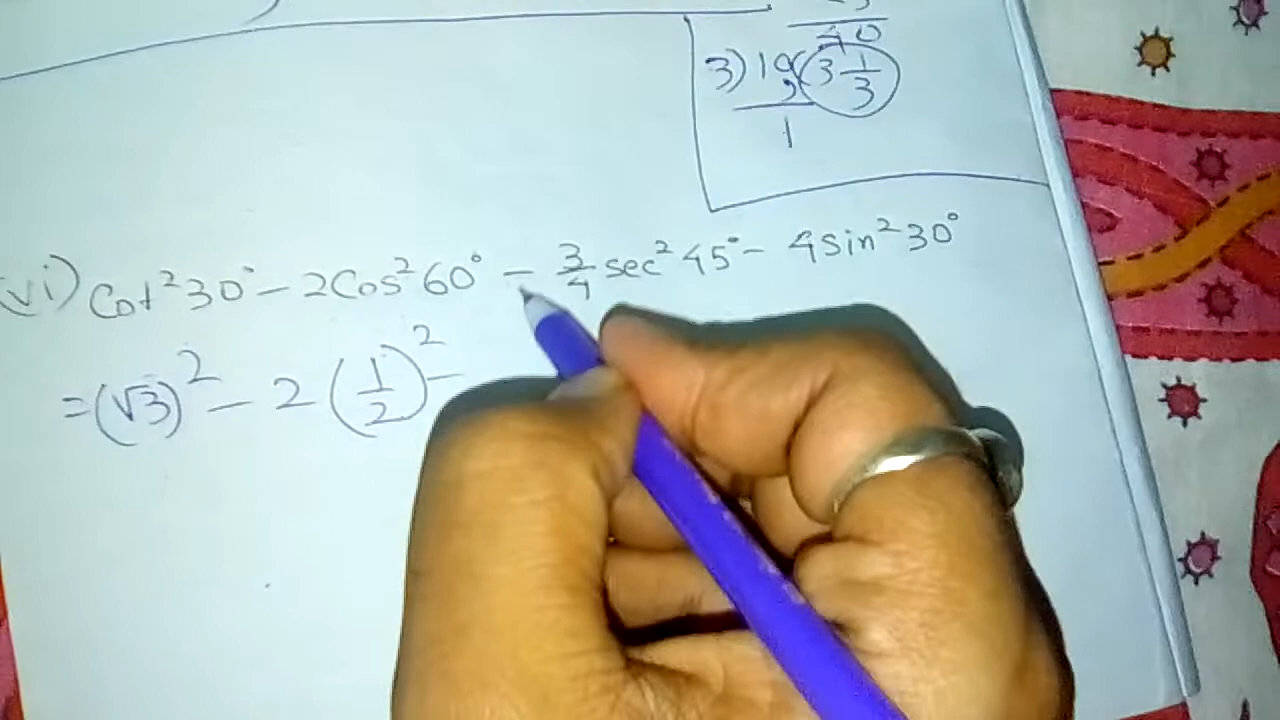 40
3)10(3 1/3
1
(vi) Cot²30° − 2Cos²60° − 3/4 sec²45° − 4sin²30°
= (√3)² − 2(1/2)² −